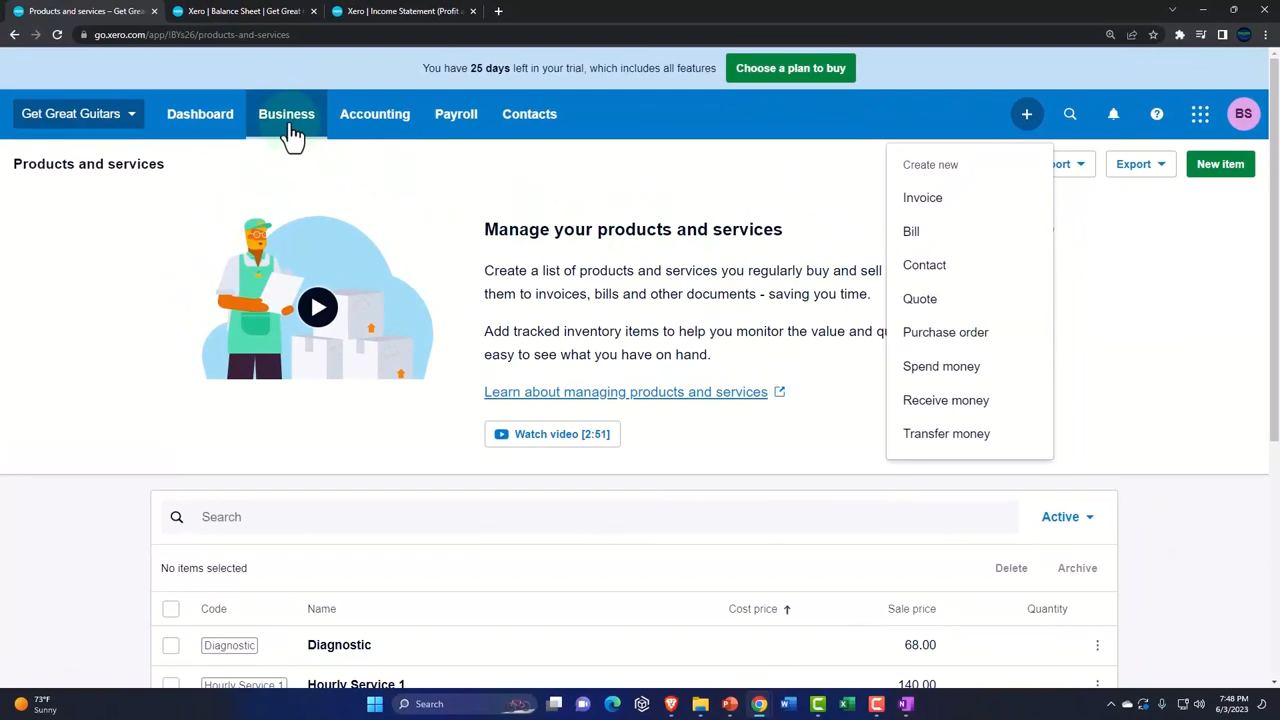 Products and services – Get Grea
Xero | Balance Sheet | Get Great
Xero | Income Statement (Profit a
go.xero.com/app/!BYs26/products-and-services
You have 25 days left in your trial, which includes all features
Choose a plan to buy
Get Great Guitars
Dashboard
Business
Accounting
Payroll
Contacts
BS
Products and services
Create new
Invoice
Bill
Contact
Quote
Purchase order
Spend money
Receive money
Transfer money
port
Export
New item
Manage your products and services
Create a list of products and services you regularly buy and sell
them to invoices, bills and other documents - saving you time.
Add tracked inventory items to help you monitor the value and qu
easy to see what you have on hand.
Learn about managing products and services
Watch video [2:51]
Search
Active
No items selected
Delete
Archive
Code
Name
Cost price
Sale price
Quantity
Diagnostic
Diagnostic
68.00
Hourly Service 1
Hourly Service 1
140.00
73°F
Sunny
Search
7:48 PM
6/3/2023